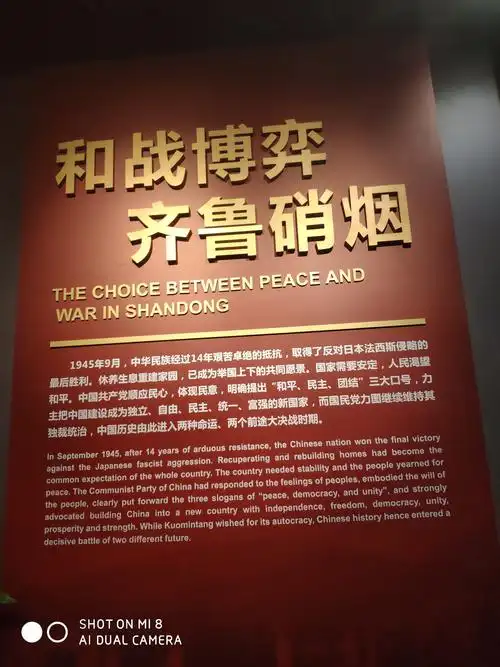 和战博弈
齐鲁硝烟
THE CHOICE BETWEEN PEACE AND
WAR IN SHANDONG
1945年9月，中华民族经过14年艰苦卓绝的抵抗，取得了反对日本法西斯侵略的
最后胜利。休养生息重建家园，已成为举国上下的共同愿景。国家需要安定，人民渴望
和平。中国共产党顺应民心，体现民意，明确提出“和平、民主、团结”三大口号，力
主把中国建设成为独立、自由、民主、统一、富强的新国家，而国民党力图继续维持其
独裁统治，中国历史由此进入两种命运、两个前途大决战时期。
In September 1945, after 14 years of arduous resistance, the Chinese nation won the final victory
against the Japanese fascist aggression. Recuperating and rebuilding homes had become the
common expectation of the whole country. The country needed stability and the people yearned for
peace. The Communist Party of China had responded to the feelings of peoples, embodied the will of
the people, clearly put forward the three slogans of "peace, democracy, and unity", and strongly
advocated building China into a new country with independence, freedom, democracy, unity,
prosperity and strength. While Kuomintang wished for its autocracy, Chinese history hence entered a
decisive battle of two different future.
SHOT ON MI 8
AI DUAL CAMERA